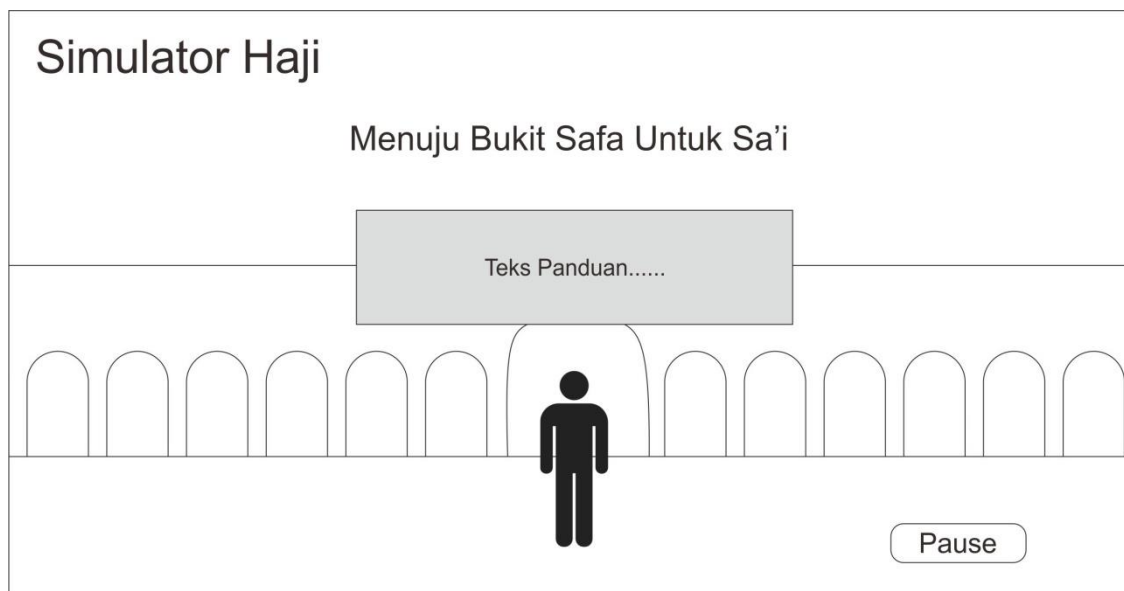 Simulator Haji
Menuju Bukit Safa Untuk Sa’i
Teks Panduan......
Pause